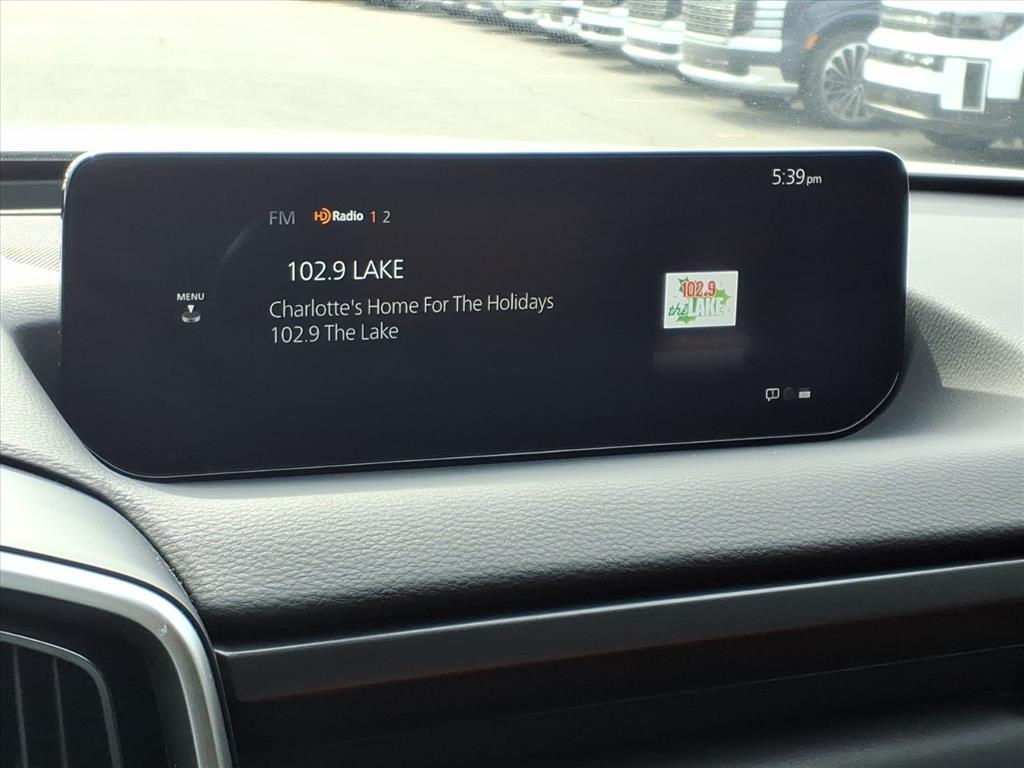 5:39pm
FM HD Radio 1 2
102.9 LAKE
MENU
Charlotte's Home For The Holidays
102.9 The Lake
102.9
the LAKE